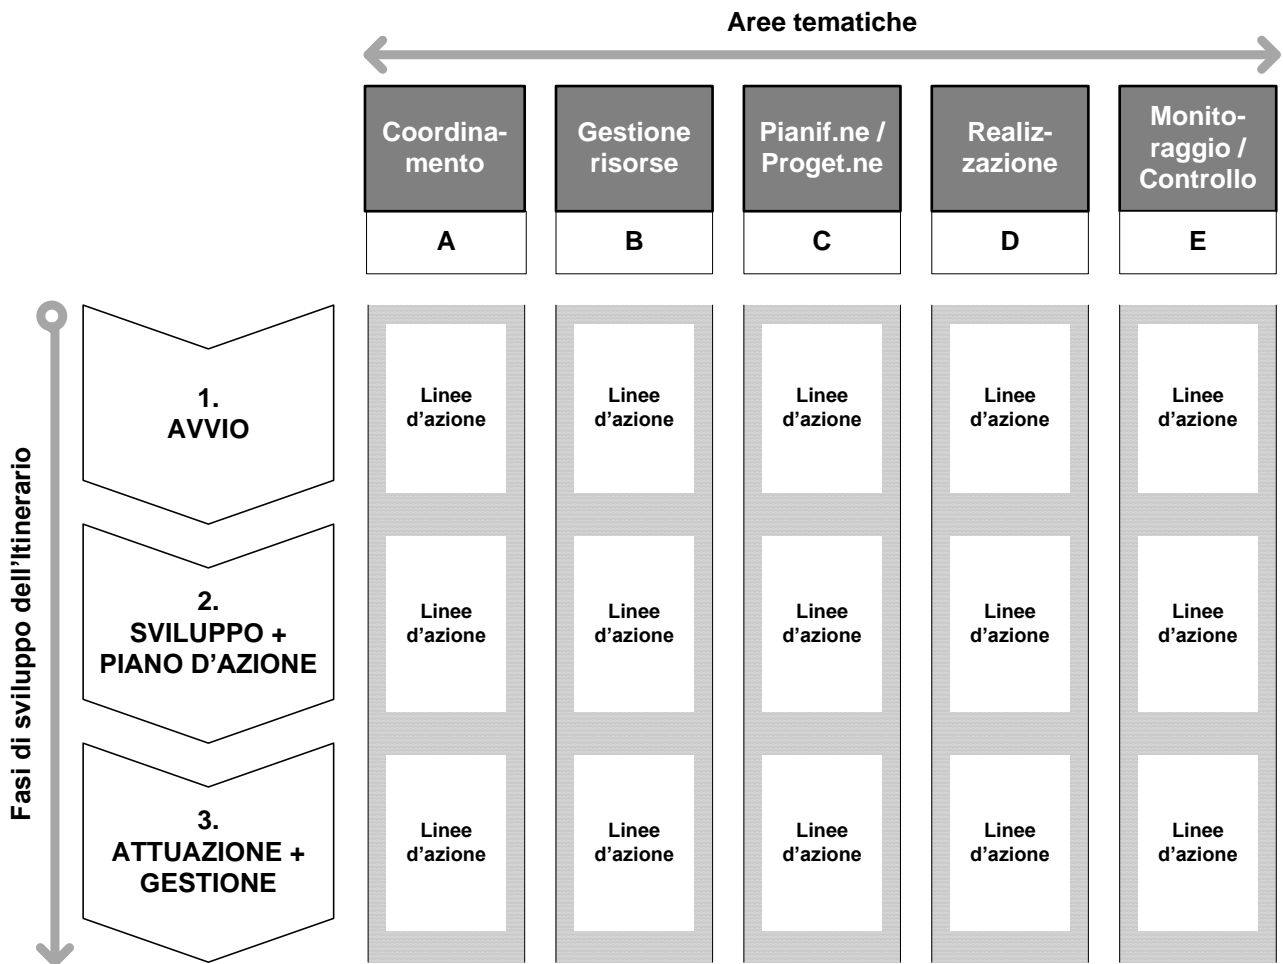 Aree tematiche
Coordina-
mento
Gestione
risorse
Pianif.ne /
Proget.ne
Realiz-
zazione
Monito-
raggio /
Controllo
A
B
C
D
E
Fasi di sviluppo dell'Itinerario
1.
AVVIO
Linee
d'azione
Linee
d'azione
Linee
d'azione
Linee
d'azione
Linee
d'azione
2.
SVILUPPO +
PIANO D'AZIONE
Linee
d'azione
Linee
d'azione
Linee
d'azione
Linee
d'azione
Linee
d'azione
3.
ATTUAZIONE +
GESTIONE
Linee
d'azione
Linee
d'azione
Linee
d'azione
Linee
d'azione
Linee
d'azione